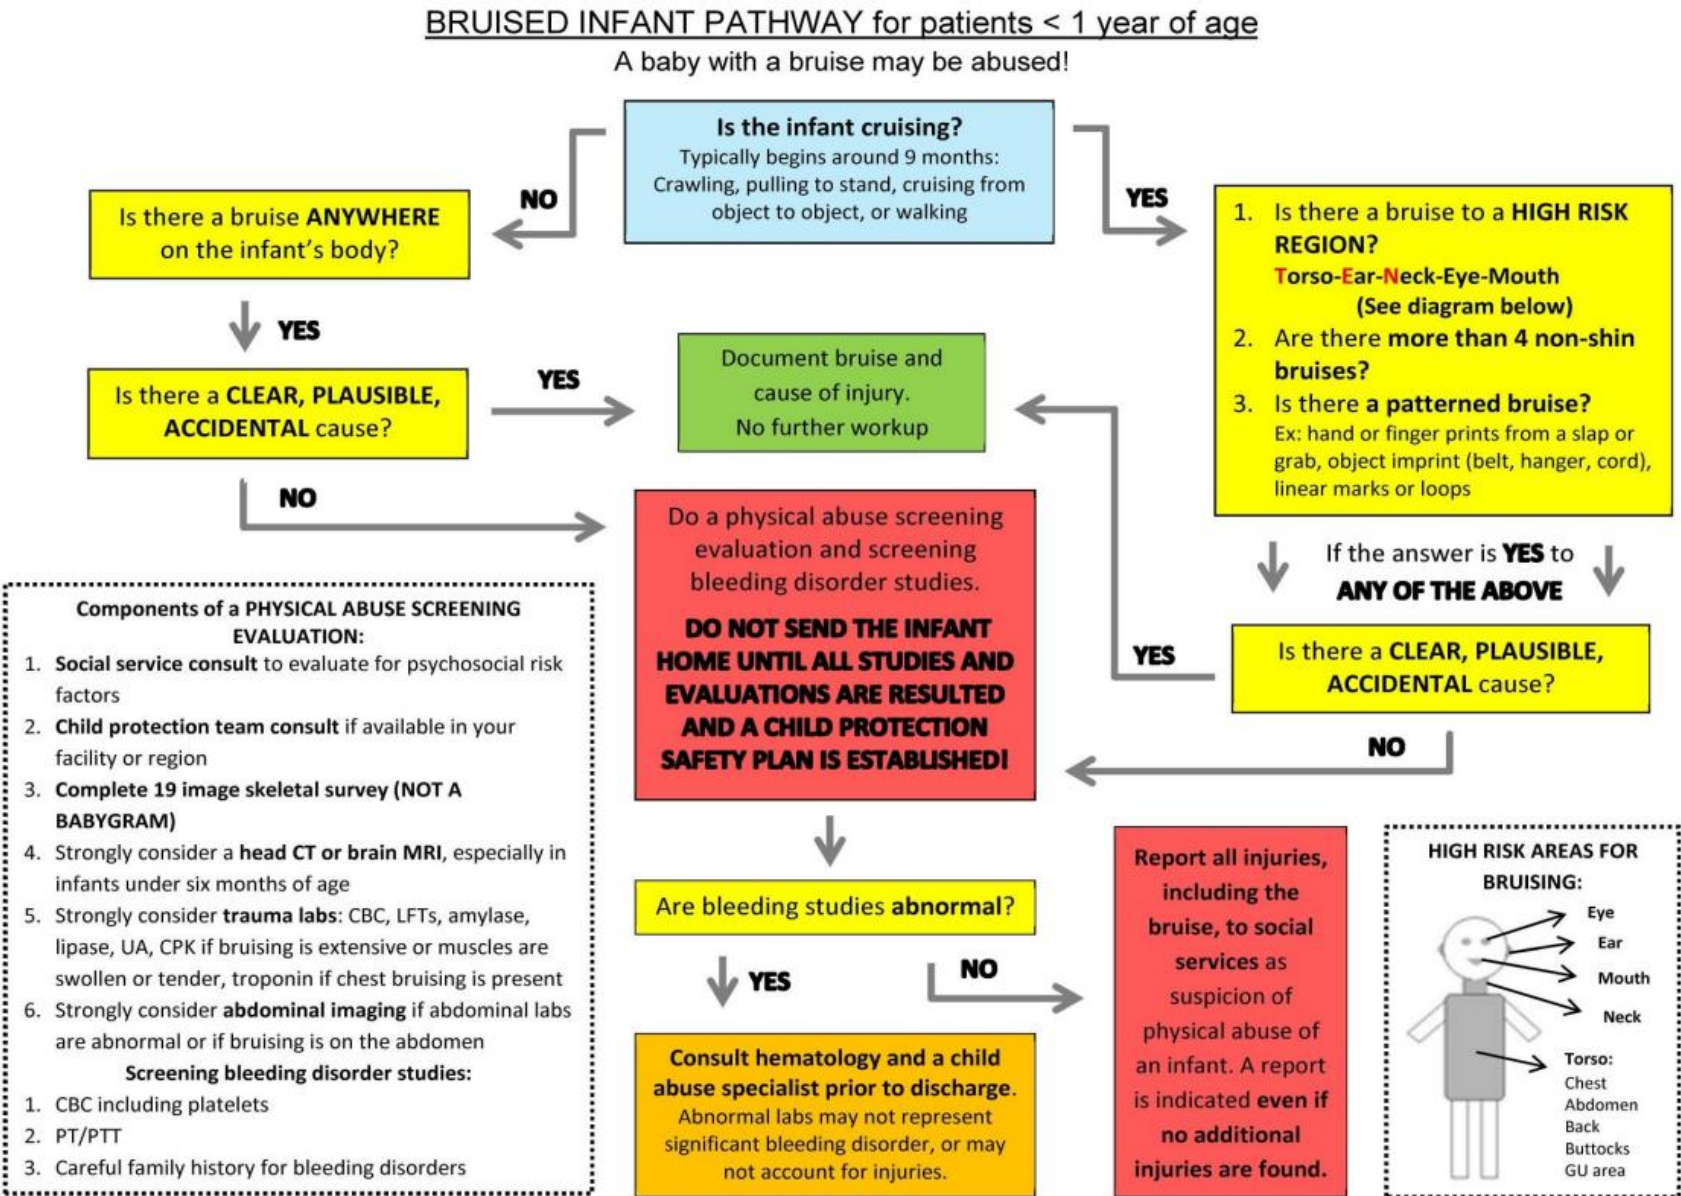 BRUISED INFANT PATHWAY for patients < 1 year of age
A baby with a bruise may be abused!
Is the infant cruising?
Typically begins around 9 months:
Crawling, pulling to stand, cruising from
object to object, or walking
NO
YES
Is there a bruise ANYWHERE
on the infant's body?
YES
Is there a CLEAR, PLAUSIBLE,
ACCIDENTAL cause?
YES
NO
Document bruise and
cause of injury.
No further workup
1. Is there a bruise to a HIGH RISK
REGION?
Torso-Ear-Neck-Eye-Mouth
(See diagram below)
2. Are there more than 4 non-shin
bruises?
3. Is there a patterned bruise?
Ex: hand or finger prints from a slap or
grab, object imprint (belt, hanger, cord),
linear marks or loops
If the answer is YES to
ANY OF THE ABOVE
Is there a CLEAR, PLAUSIBLE,
ACCIDENTAL cause?
YES
NO
Do a physical abuse screening
evaluation and screening
bleeding disorder studies.
DO NOT SEND THE INFANT
HOME UNTIL ALL STUDIES AND
EVALUATIONS ARE RESULTED
AND A CHILD PROTECTION
SAFETY PLAN IS ESTABLISHED!
Are bleeding studies abnormal?
YES
NO
Consult hematology and a child
abuse specialist prior to discharge.
Abnormal labs may not represent
significant bleeding disorder, or may
not account for injuries.
Report all injuries,
including the
bruise, to social
services as
suspicion of
physical abuse of
an infant. A report
is indicated even if
no additional
injuries are found.
Components of a PHYSICAL ABUSE SCREENING
EVALUATION:
1. Social service consult to evaluate for psychosocial risk
factors
2. Child protection team consult if available in your
facility or region
3. Complete 19 image skeletal survey (NOT A
BABYGRAM)
4. Strongly consider a head CT or brain MRI, especially in
infants under six months of age
5. Strongly consider trauma labs: CBC, LFTs, amylase,
lipase, UA, CPK if bruising is extensive or muscles are
swollen or tender, troponin if chest bruising is present
6. Strongly consider abdominal imaging if abdominal labs
are abnormal or if bruising is on the abdomen
Screening bleeding disorder studies:
1. CBC including platelets
2. PT/PTT
3. Careful family history for bleeding disorders
HIGH RISK AREAS FOR
BRUISING:
Eye
Ear
Mouth
Neck
Torso:
Chest
Abdomen
Back
Buttocks
GU area